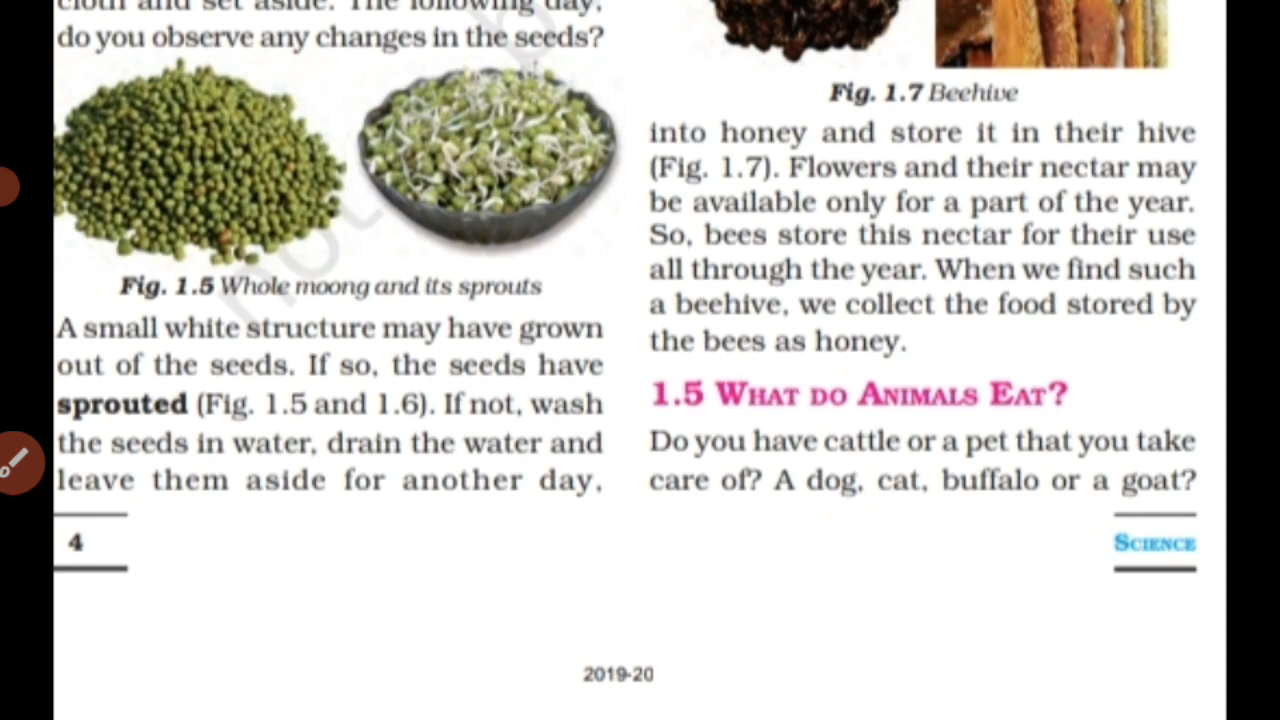 cloth and set aside. The following day,
do you observe any changes in the seeds?
Fig. 1.5 Whole moong and its sprouts
A small white structure may have grown
out of the seeds. If so, the seeds have
sprouted (Fig. 1.5 and 1.6). If not, wash
the seeds in water, drain the water and
leave them aside for another day,
Fig. 1.7 Beehive
into honey and store it in their hive
(Fig. 1.7). Flowers and their nectar may
be available only for a part of the year.
So, bees store this nectar for their use
all through the year. When we find such
a beehive, we collect the food stored by
the bees as honey.
1.5 WHAT DO ANIMALS EAT?
Do you have cattle or a pet that you take
care of? A dog, cat, buffalo or a goat?
4
SCIENCE
2019-20
not
b